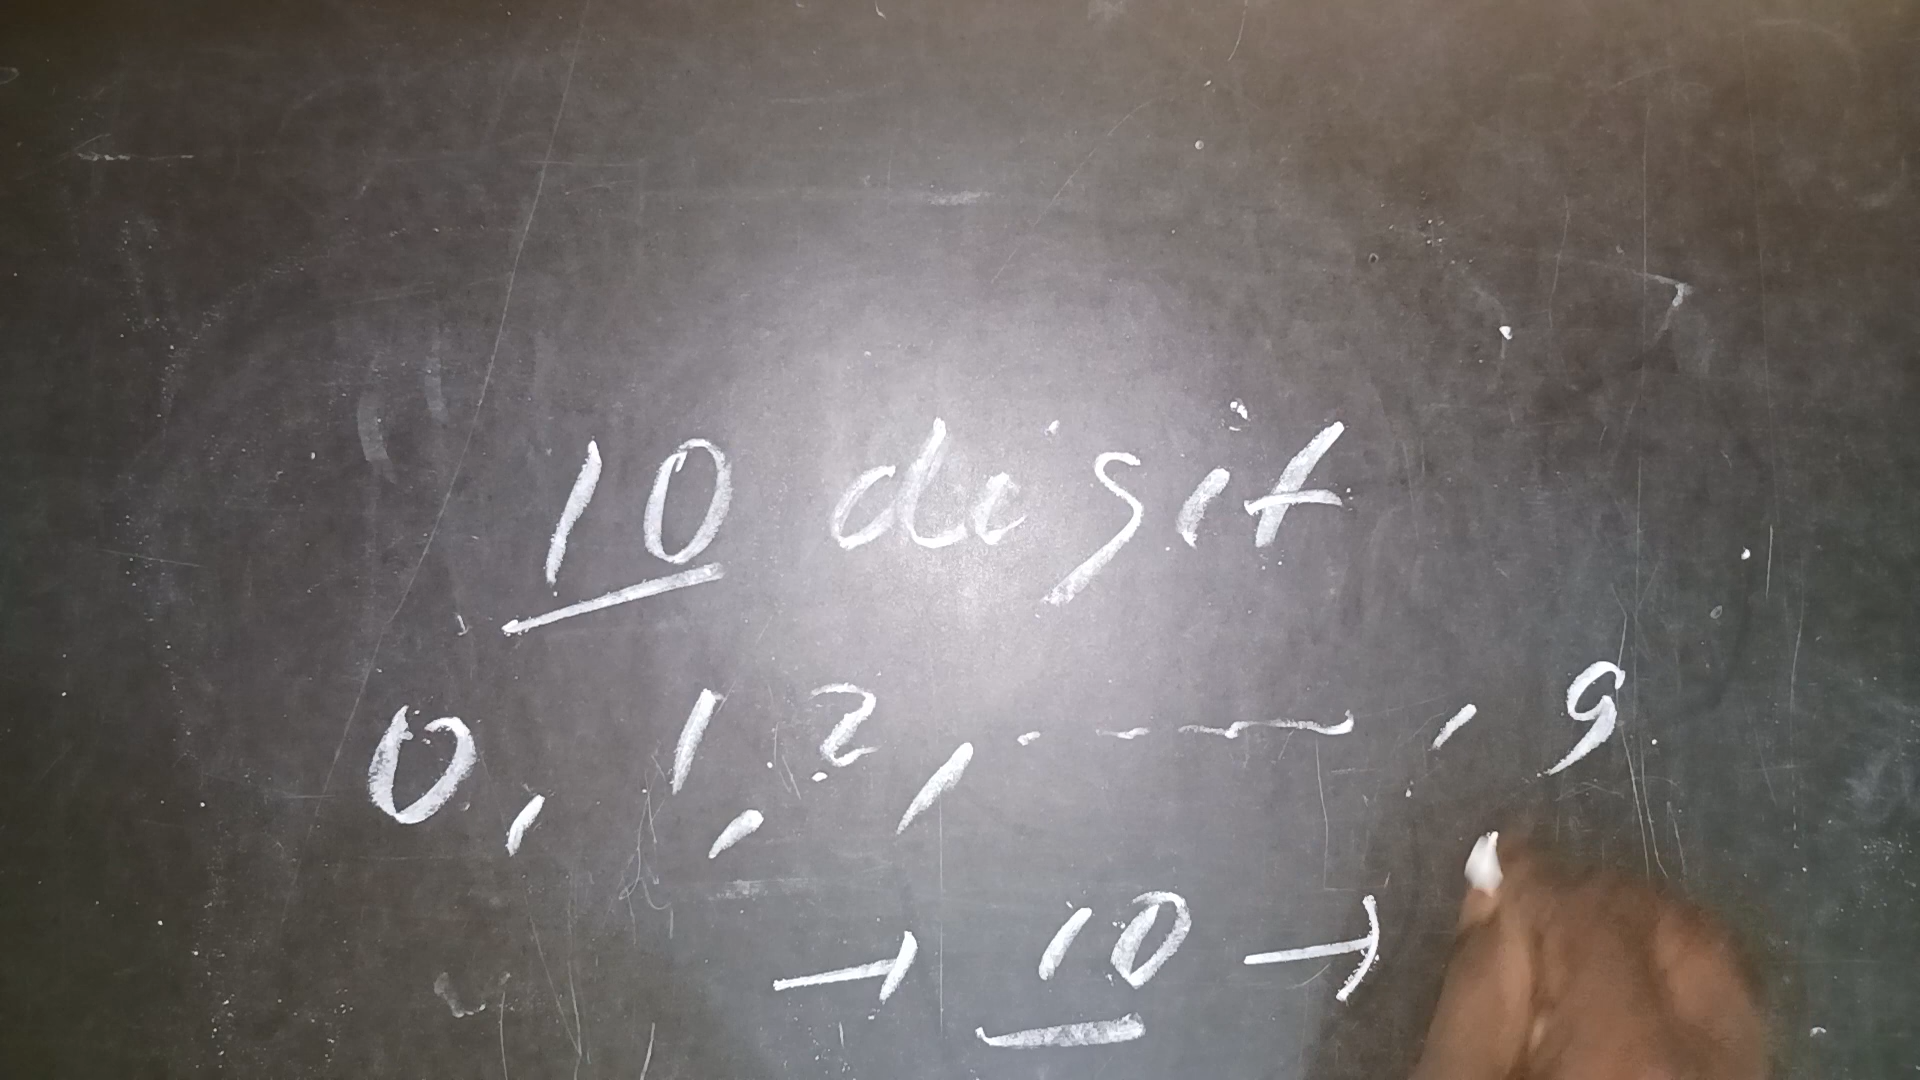 10 digit
0, 1, 2, ----, 9
→ 10 →